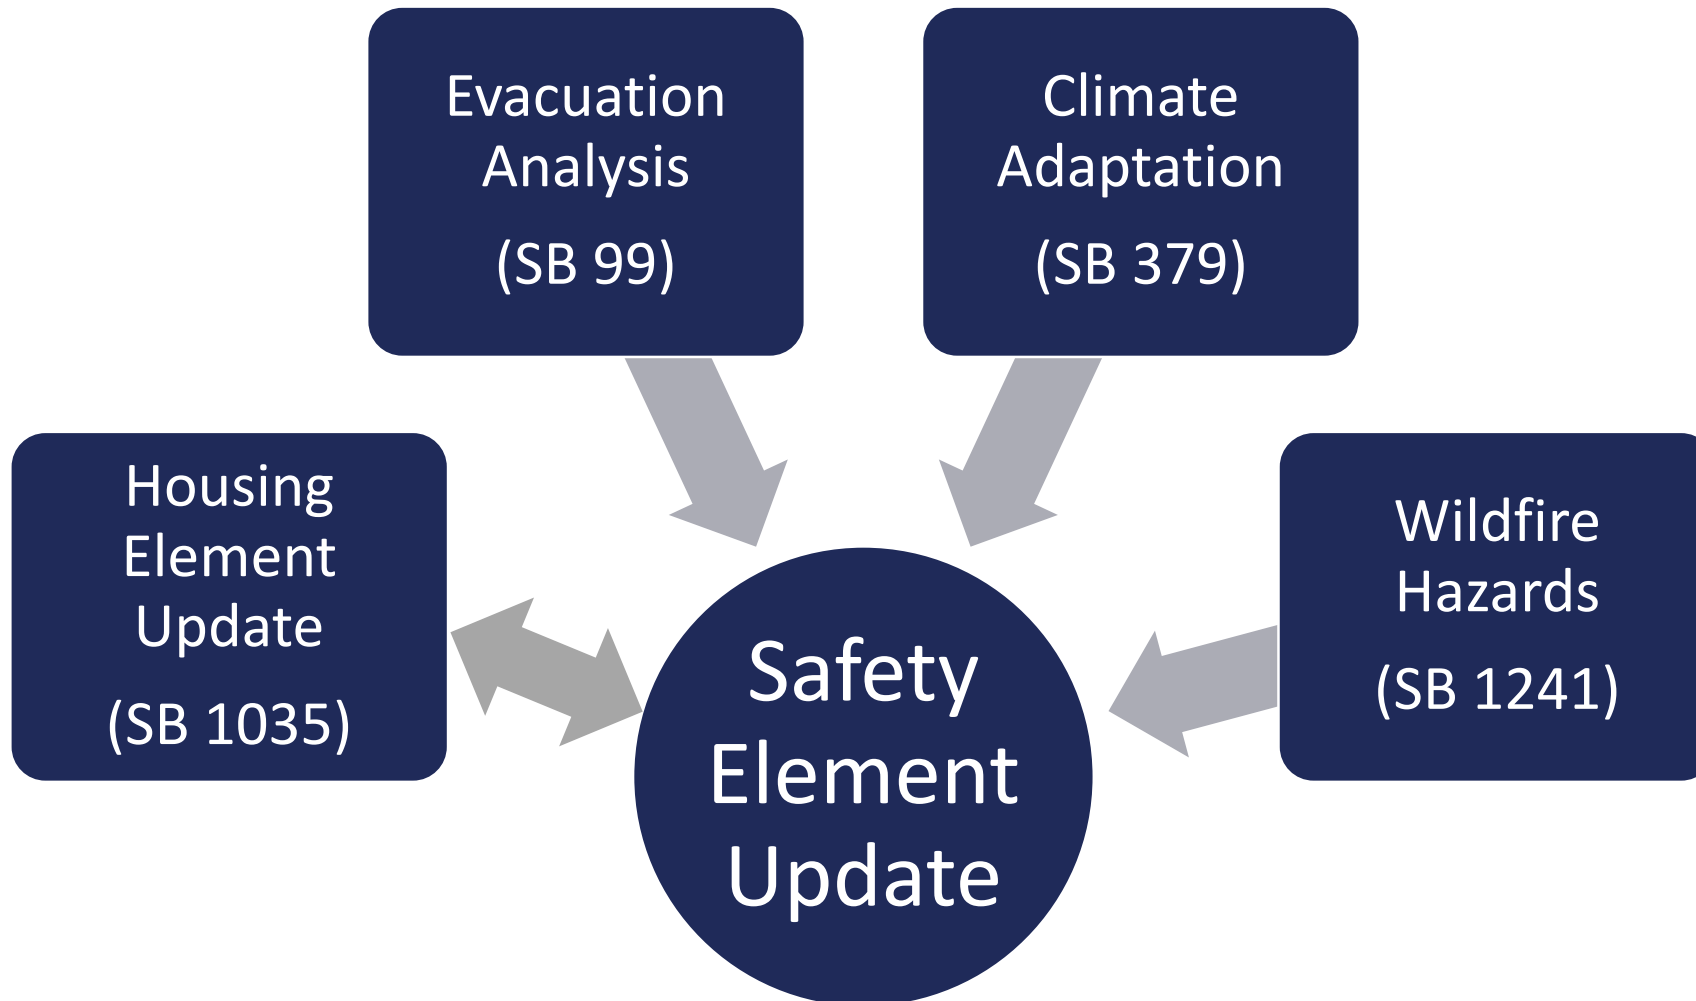 Evacuation
Analysis
(SB 99)
Climate
Adaptation
(SB 379)
Housing
Element
Update
(SB 1035)
Wildfire
Hazards
(SB 1241)
Safety
Element
Update